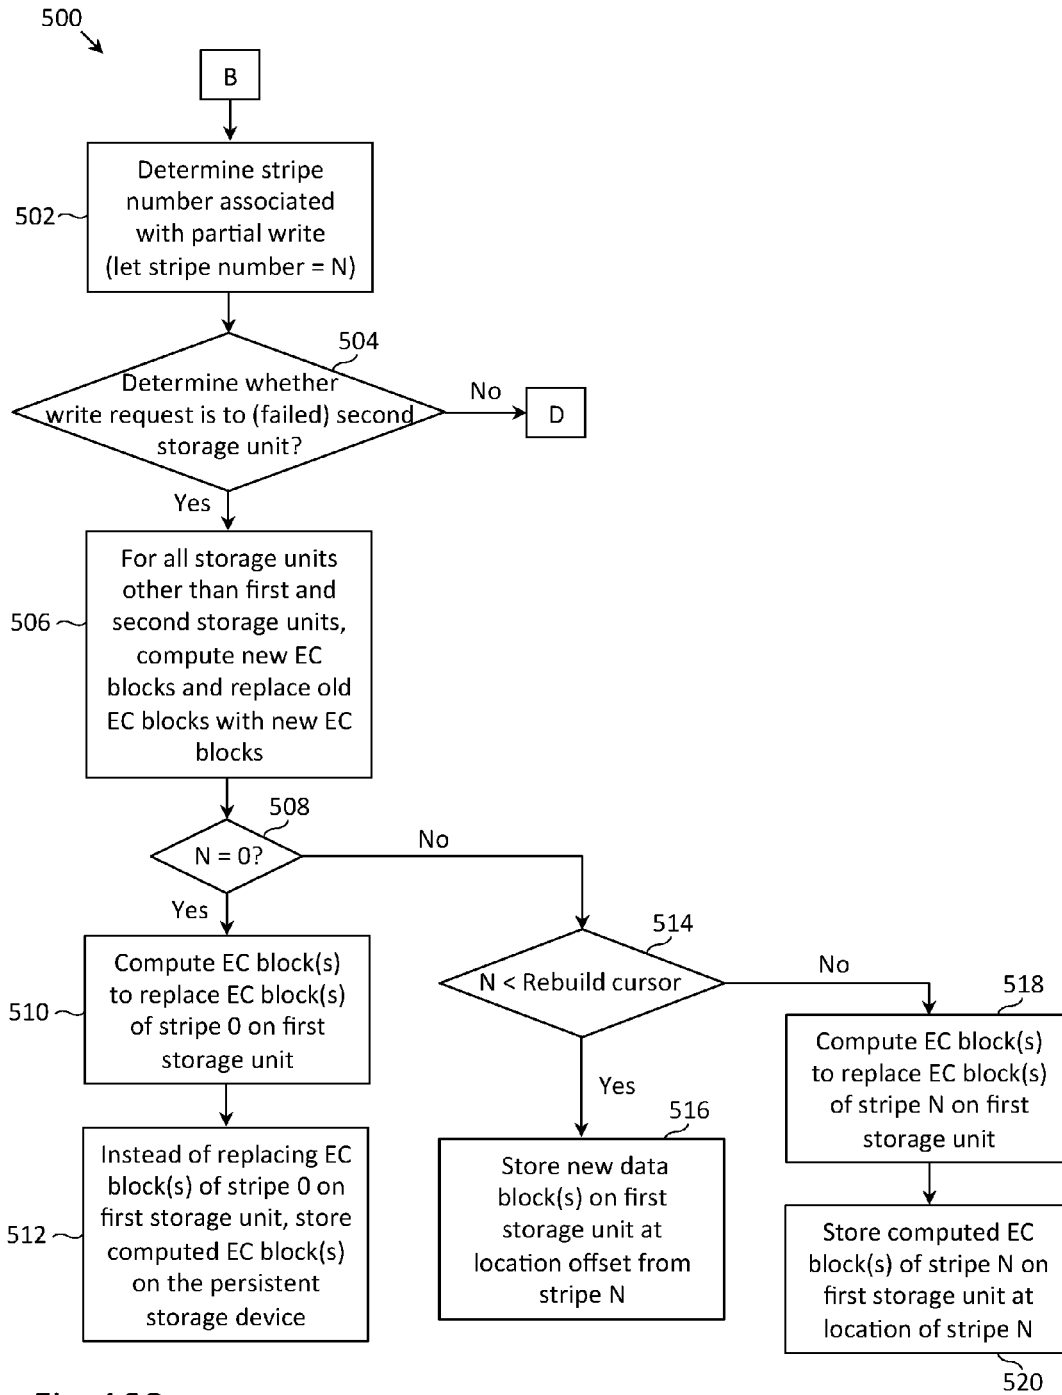 500
B
Determine stripe
number associated
with partial write
(let stripe number = N)
502
504
Determine whether
write request is to (failed) second
storage unit?
No
D
Yes
For all storage units
other than first and
second storage units,
compute new EC
blocks and replace old
EC blocks with new EC
blocks
506
508
N = 0?
No
Yes
514
N < Rebuild cursor
No
Yes
Compute EC block(s)
to replace EC block(s)
of stripe 0 on first
storage unit
510
518
Compute EC block(s)
to replace EC block(s)
of stripe N on first
storage unit
516
Store new data
block(s) on first
storage unit at
location offset from
stripe N
Instead of replacing EC
block(s) of stripe 0 on
first storage unit, store
computed EC block(s)
on the persistent
storage device
512
Store computed EC
block(s) of stripe N on
first storage unit at
location of stripe N
520